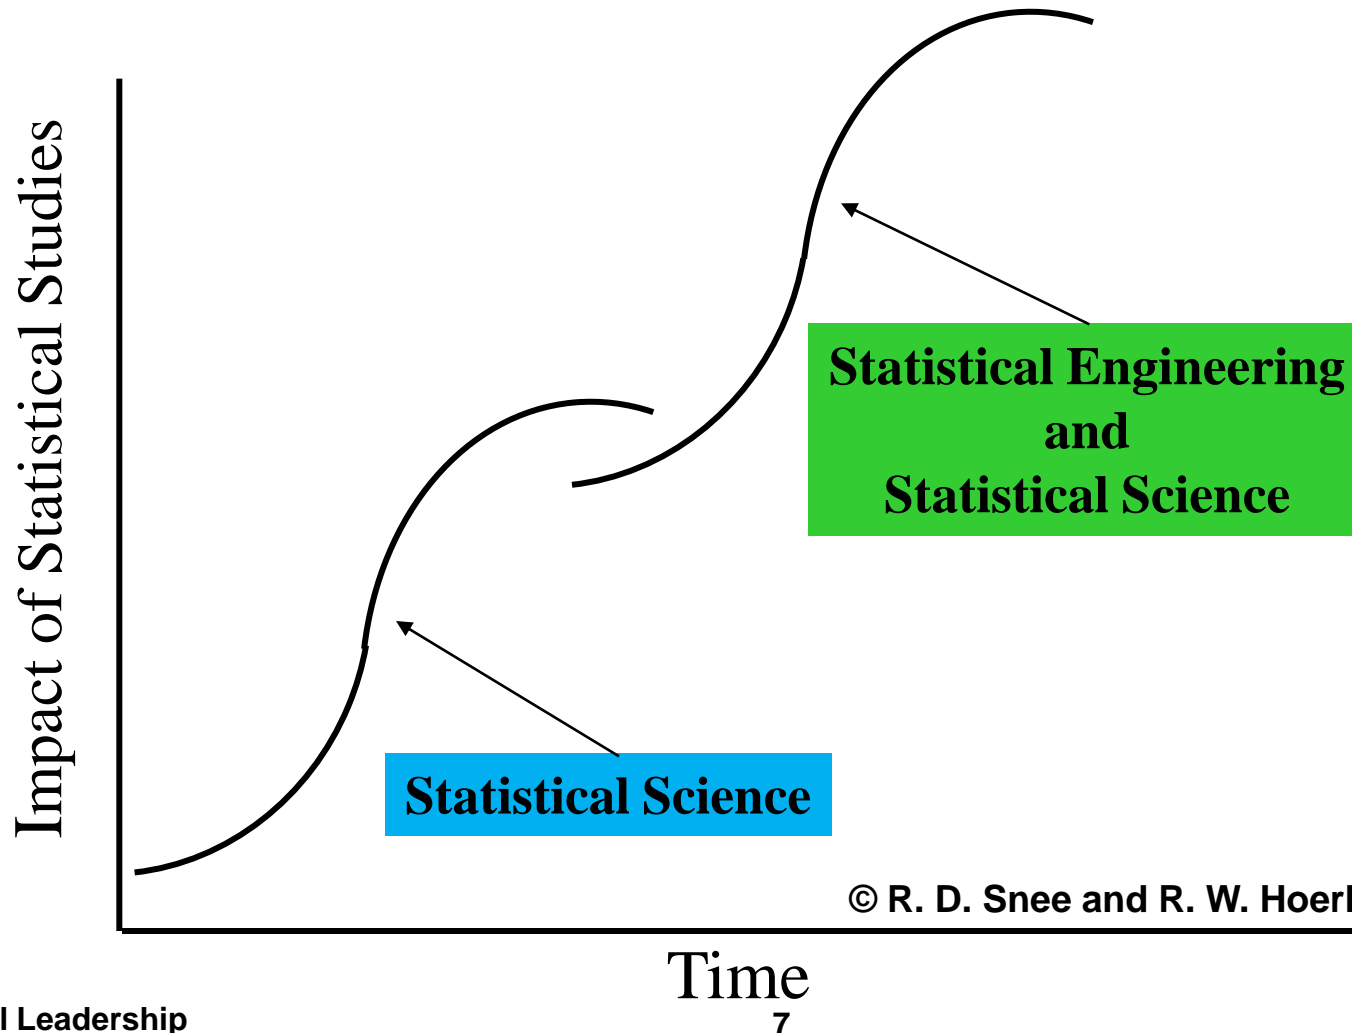 Impact of Statistical Studies
Statistical Engineering
and
Statistical Science
Statistical Science
© R. D. Snee and R. W. Hoerl
Time
l Leadership
7